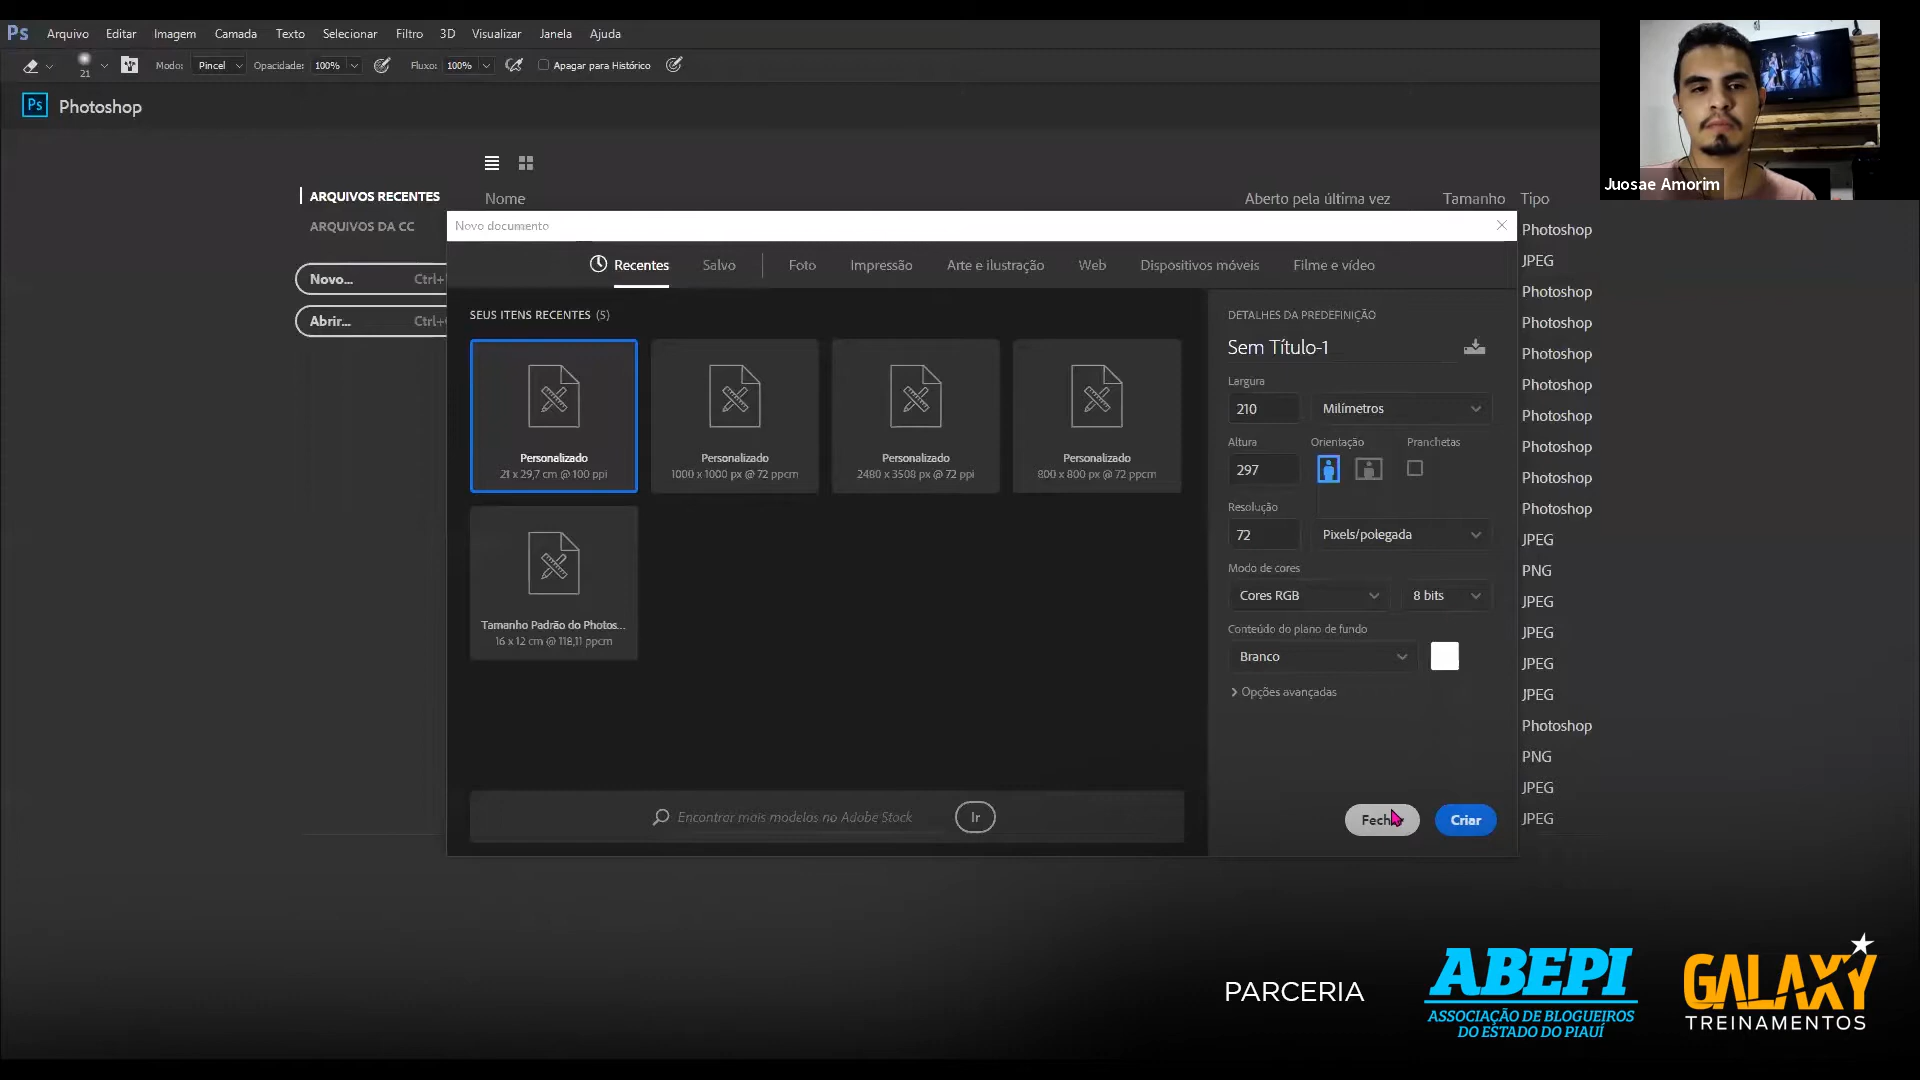 Ps Arquivo Editar Imagem Camada Texto Selecionar Filtro 3D Visualizar Janela Ajuda
21 Modo: Pincel Opacidade: 100% Fluxo: 100% Apagar para Histórico
Ps Photoshop
Juosae Amorim
ARQUIVOS RECENTES
ARQUIVOS DA CC
Novo... Ctrl+
Abrir... Ctrl+
Nome Aberto pela última vez Tamanho Tipo
Novo documento
Recentes Salvo Foto Impressão Arte e ilustração Web Dispositivos móveis Filme e vídeo
SEUS ITENS RECENTES (5)
Personalizado
21 x 29,7 cm @ 100 ppi
Personalizado
1000 x 1000 px @ 72 ppcm
Personalizado
2480 x 3508 px @ 72 ppi
Personalizado
800 x 800 px @ 72 ppcm
Tamanho Padrão do Photos...
16 x 12 cm @ 118,11 ppcm
Encontrar mais modelos no Adobe Stock Ir
DETALHES DA PREDEFINIÇÃO
Sem Título-1
Largura
210 Milímetros
Altura Orientação Pranchetas
297
Resolução
72 Pixels/polegada
Modo de cores
Cores RGB 8 bits
Conteúdo do plano de fundo
Branco
Opções avançadas
Criar
Photoshop
JPEG
Photoshop
Photoshop
Photoshop
Photoshop
Photoshop
Photoshop
Photoshop
Photoshop
JPEG
PNG
JPEG
JPEG
JPEG
JPEG
Photoshop
PNG
JPEG
JPEG
PARCERIA
ABEPI
ASSOCIAÇÃO DE BLOGUEIROS
DO ESTADO DO PIAUÍ
GALAXY
TREINAMENTOS